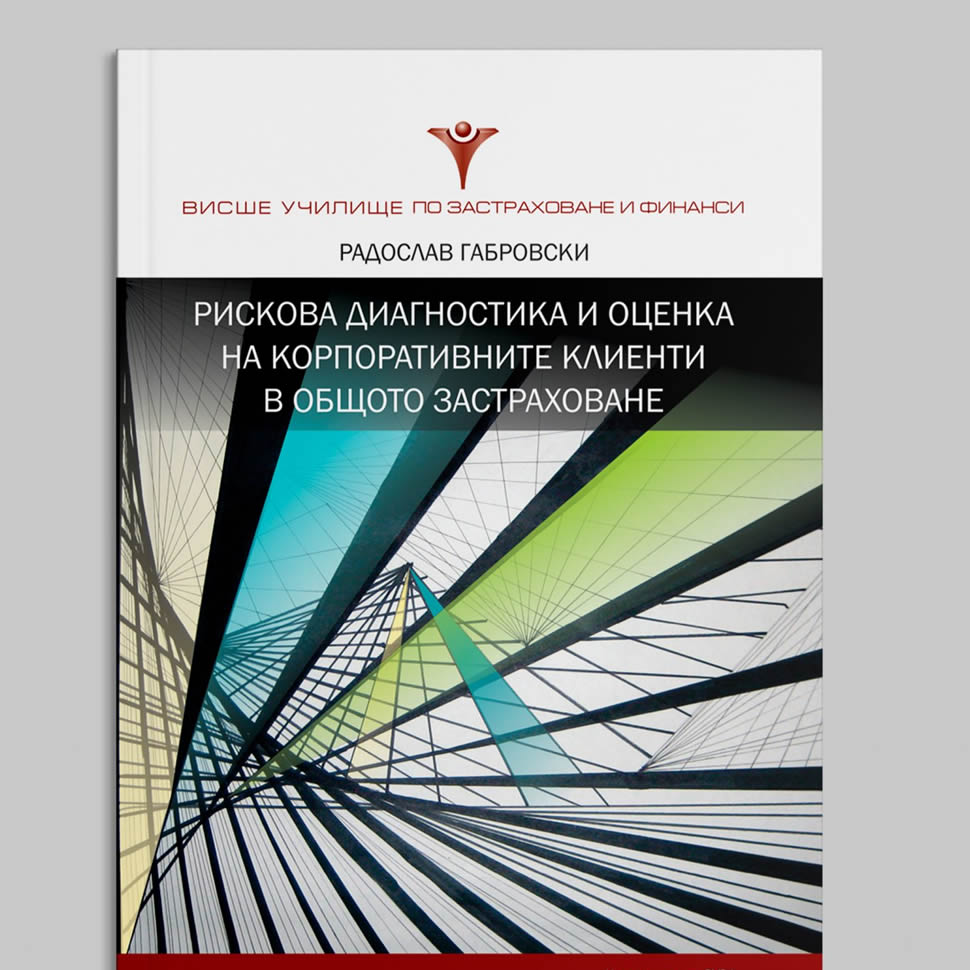 ВИСШЕ УЧИЛИЩЕ ПО ЗАСТРАХОВАНЕ И ФИНАНСИ
РАДОСЛАВ ГАБРОВСКИ
РИСКОВА ДИАГНОСТИКА И ОЦЕНКА
НА КОРПОРАТИВНИТЕ КЛИЕНТИ
В ОБЩОТО ЗАСТРАХОВАНЕ